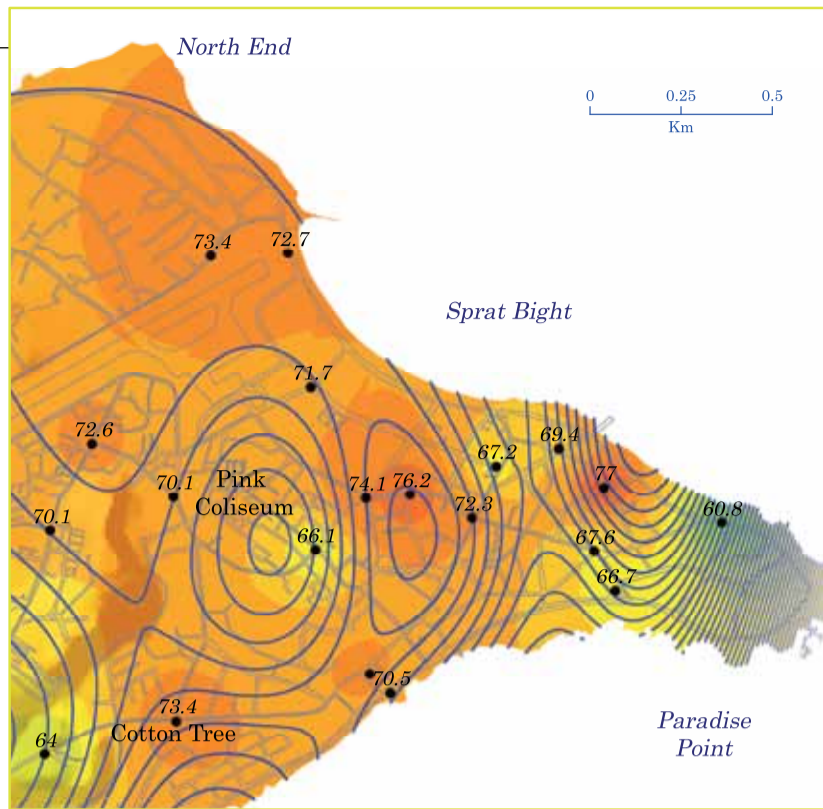 North End
0 0.25 0.5
Km
73.4 72.7
Sprat Bight
71.7
72.6
69.4
67.2
77
70.1 Pink
Coliseum
74.1 76.2
72.3
60.8
70.1
66.1
67.6
66.7
70.5
73.4
Cotton Tree
64
Paradise
Point